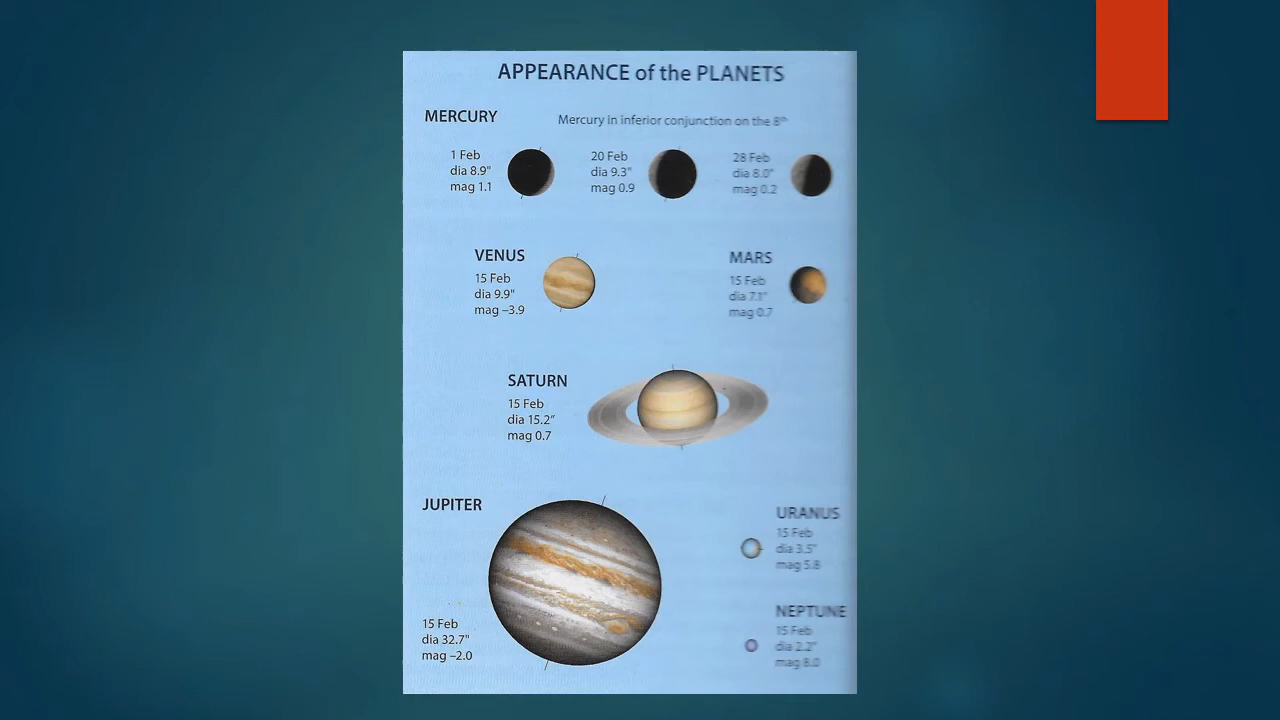 APPEARANCE of the PLANETS
MERCURY
Mercury in inferior conjunction on the 8th
1 Feb
dia 8.9"
mag 1.1
20 Feb
dia 9.3"
mag 0.9
28 Feb
dia 8.0"
mag 0.2
VENUS
15 Feb
dia 9.9"
mag –3.9
MARS
15 Feb
dia 7.1"
mag 0.7
SATURN
15 Feb
dia 15.2"
mag 0.7
JUPITER
15 Feb
dia 32.7"
mag –2.0
URANUS
15 Feb
dia 3.5"
mag 5.8
NEPTUNE
15 Feb
dia 2.2"
mag 8.0